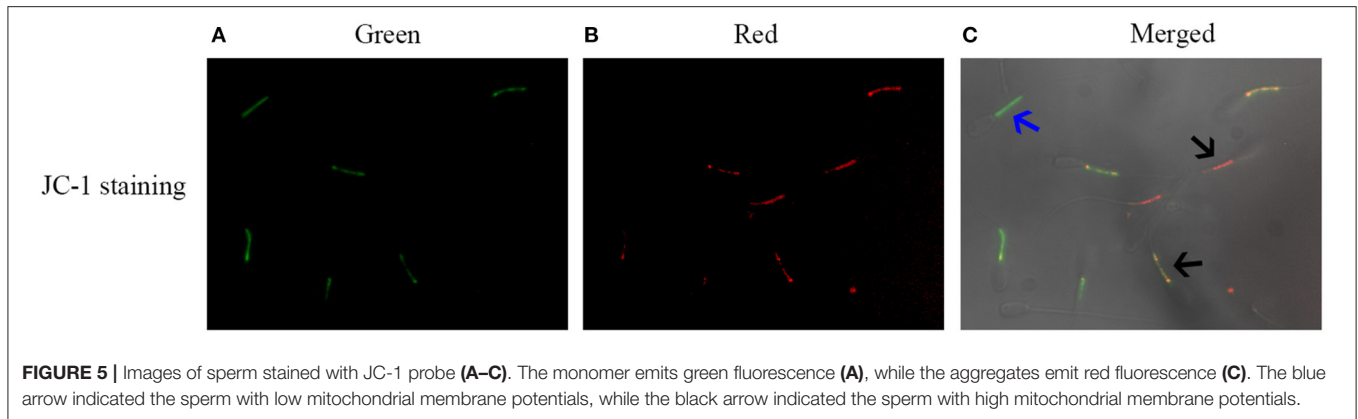 A Green B Red C Merged
JC-1 staining
FIGURE 5 | Images of sperm stained with JC-1 probe (A–C). The monomer emits green fluorescence (A), while the aggregates emit red fluorescence (C). The blue
arrow indicated the sperm with low mitochondrial membrane potentials, while the black arrow indicated the sperm with high mitochondrial membrane potentials.